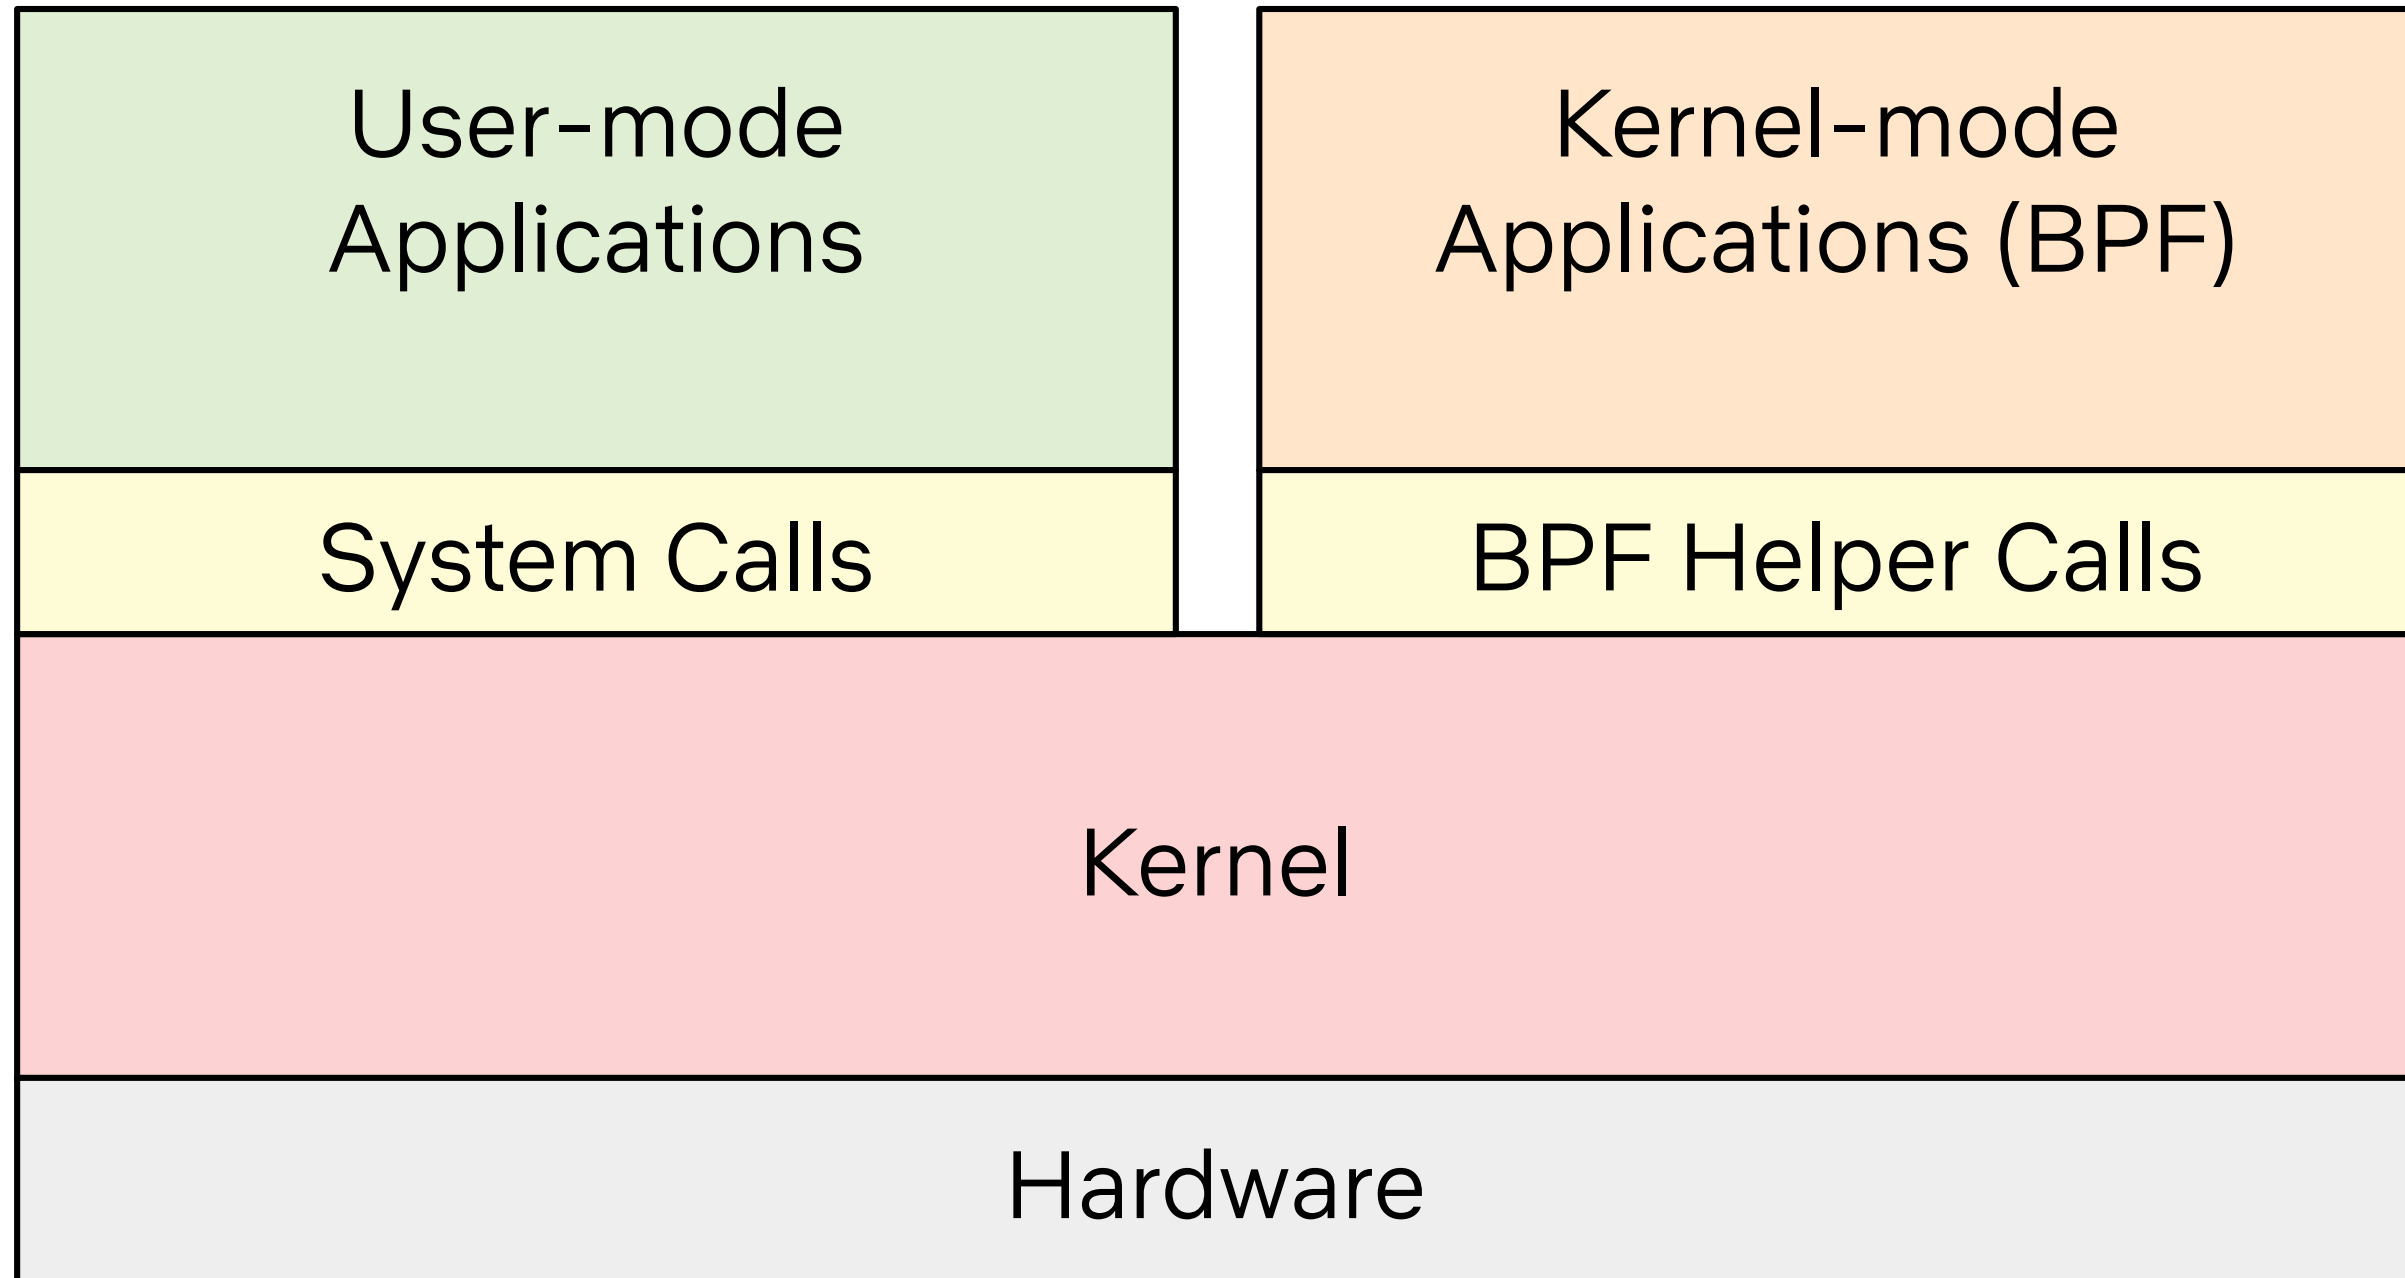 User-mode
Applications
Kernel-mode
Applications (BPF)
System Calls
BPF Helper Calls
Kernel
Hardware